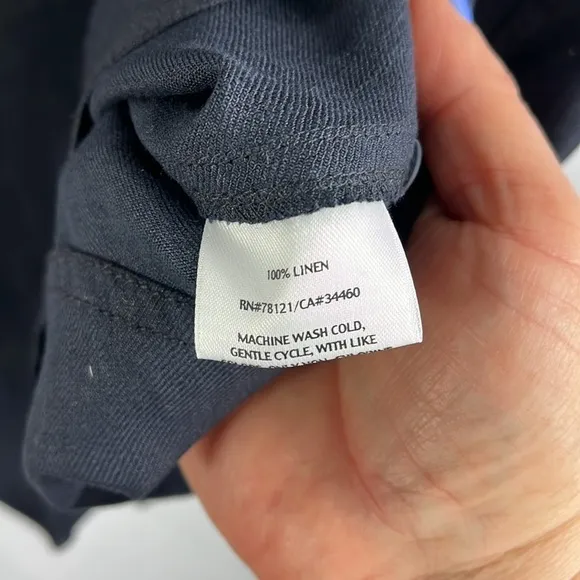 100% LINEN
RN#78121/CA#34460
MACHINE WASH COLD,
GENTLE CYCLE, WITH LIKE